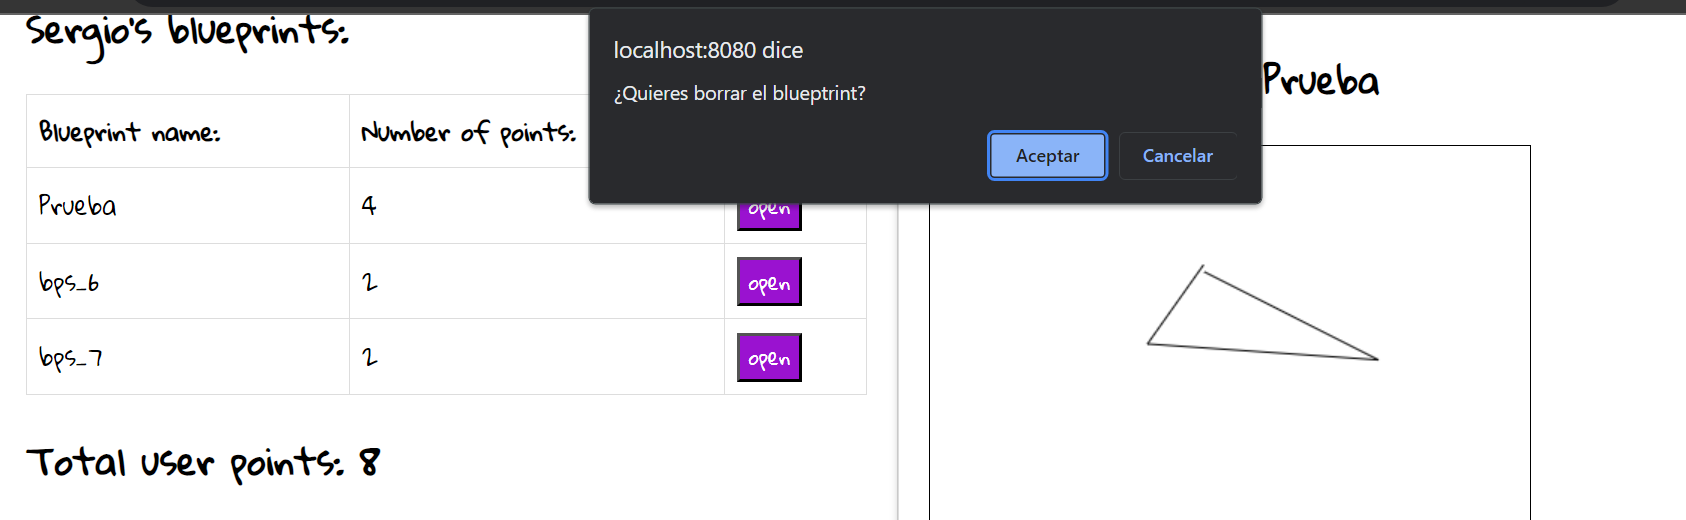 Sergio's blueprints:
localhost:8080 dice
¿Quieres borrar el blueptrint?
Aceptar Cancelar
Prueba
Blueprint name: Number of points:
Prueba 4 open
bps_6 2 open
bps_7 2 open
Total user points: 8